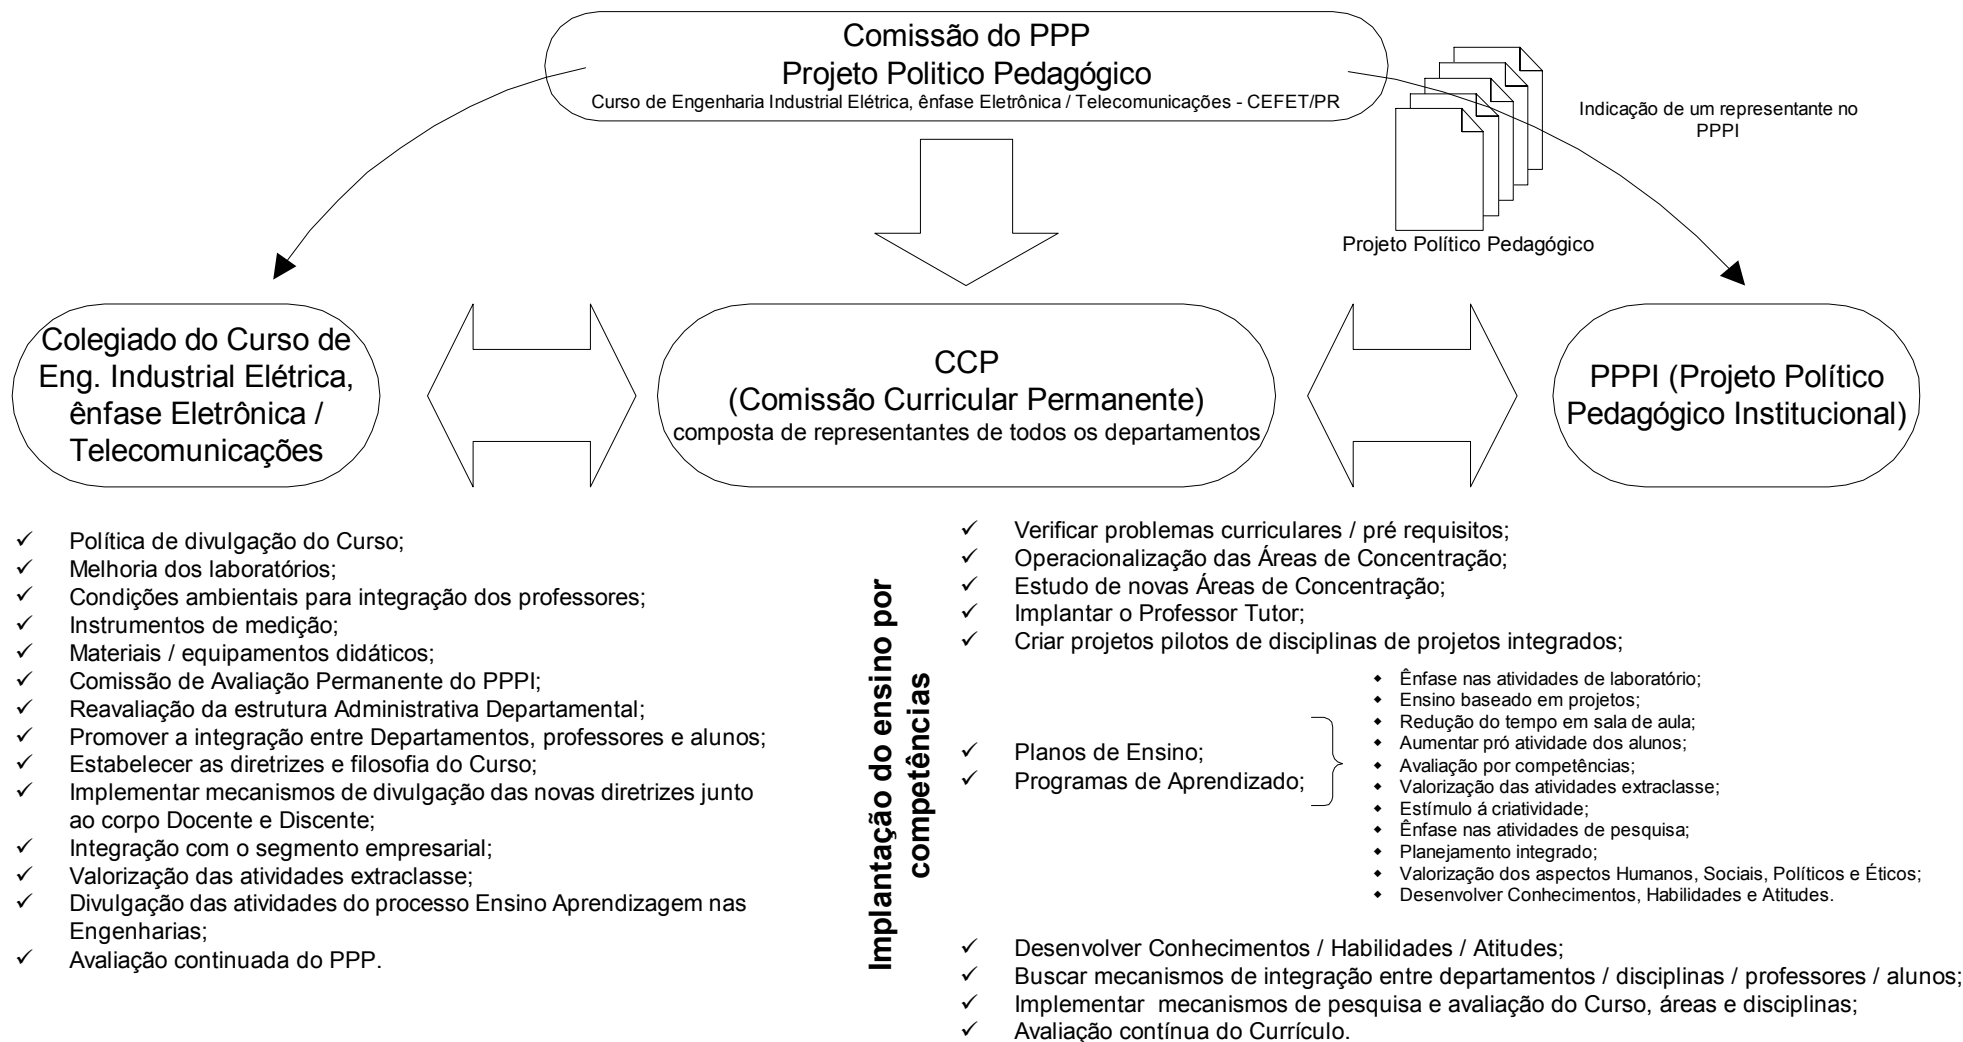 Comissão do PPP
Projeto Politico Pedagógico
Curso de Engenharia Industrial Elétrica, ênfase Eletrônica / Telecomunicações - CEFET/PR
Indicação de um representante no
PPPI
Projeto Político Pedagógico
Colegiado do Curso de
Eng. Industrial Elétrica,
ênfase Eletrônica /
Telecomunicações
CCP
(Comissão Curricular Permanente)
composta de representantes de todos os departamentos
PPPI (Projeto Político
Pedagógico Institucional)
✓ Política de divulgação do Curso;
✓ Melhoria dos laboratórios;
✓ Condições ambientais para integração dos professores;
✓ Instrumentos de medição;
✓ Materiais / equipamentos didáticos;
✓ Comissão de Avaliação Permanente do PPPI;
✓ Reavaliação da estrutura Administrativa Departamental;
✓ Promover a integração entre Departamentos, professores e alunos;
✓ Estabelecer as diretrizes e filosofia do Curso;
✓ Implementar mecanismos de divulgação das novas diretrizes junto
ao corpo Docente e Discente;
✓ Integração com o segmento empresarial;
✓ Valorização das atividades extraclasse;
✓ Divulgação das atividades do processo Ensino Aprendizagem nas
Engenharias;
✓ Avaliação continuada do PPP.
Implantação do ensino por
competências
✓ Verificar problemas curriculares / pré requisitos;
✓ Operacionalização das Áreas de Concentração;
✓ Estudo de novas Áreas de Concentração;
✓ Implantar o Professor Tutor;
✓ Criar projetos pilotos de disciplinas de projetos integrados;
✓ Planos de Ensino;
✓ Programas de Aprendizado;
◆ Ênfase nas atividades de laboratório;
◆ Ensino baseado em projetos;
◆ Redução do tempo em sala de aula;
◆ Aumentar pró atividade dos alunos;
◆ Avaliação por competências;
◆ Valorização das atividades extraclasse;
◆ Estímulo á criatividade;
◆ Ênfase nas atividades de pesquisa;
◆ Planejamento integrado;
◆ Valorização dos aspectos Humanos, Sociais, Políticos e Éticos;
◆ Desenvolver Conhecimentos, Habilidades e Atitudes.
✓ Desenvolver Conhecimentos / Habilidades / Atitudes;
✓ Buscar mecanismos de integração entre departamentos / disciplinas / professores / alunos;
✓ Implementar mecanismos de pesquisa e avaliação do Curso, áreas e disciplinas;
✓ Avaliação contínua do Currículo.